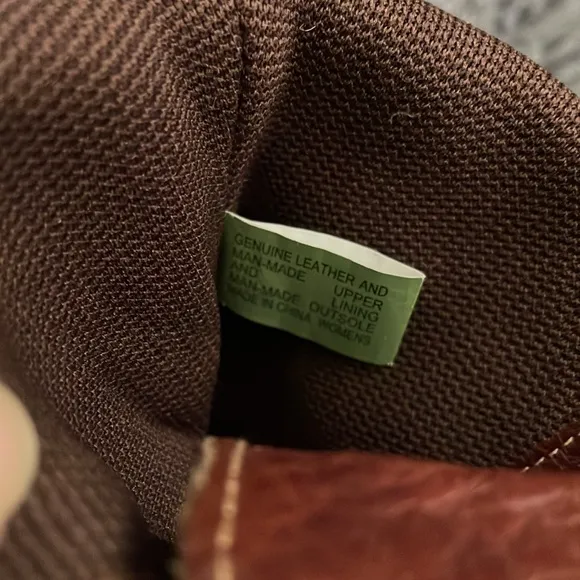 GENUINE LEATHER AND
MAN-MADE UPPER
AND LINING
MAN-MADE OUTSOLE
MADE IN CHINA WOMENS